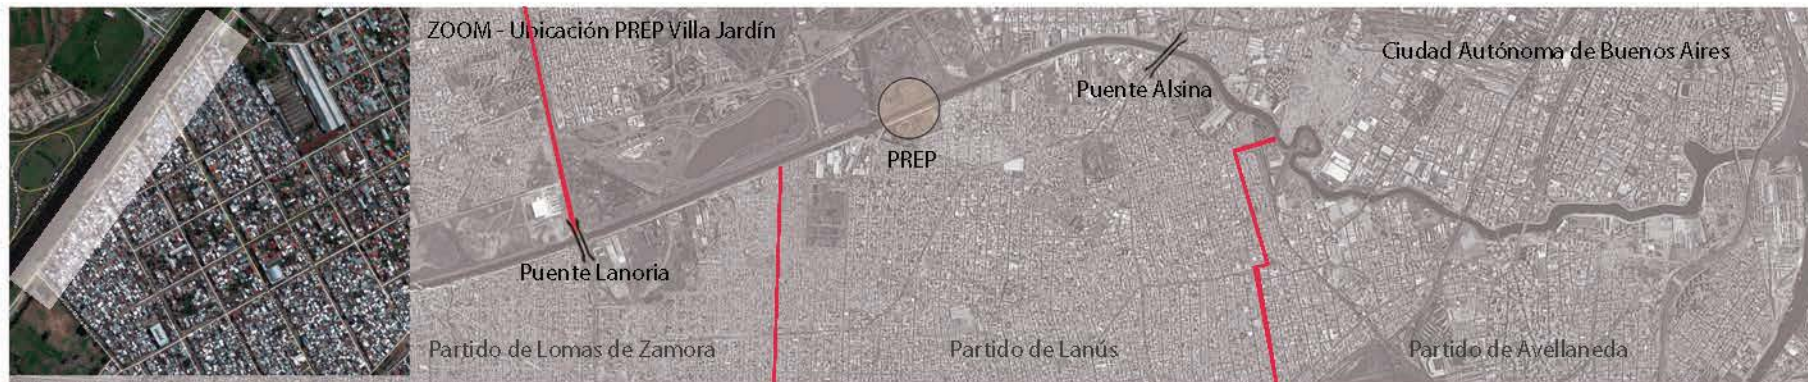 ZOOM - Ubicación PREP Villa Jardín
Ciudad Autónoma de Buenos Aires
Puente Alsina
PREP
Puente Lanoria
Partido de Lomas de Zamora
Partido de Lanús
Partido de Avellaneda